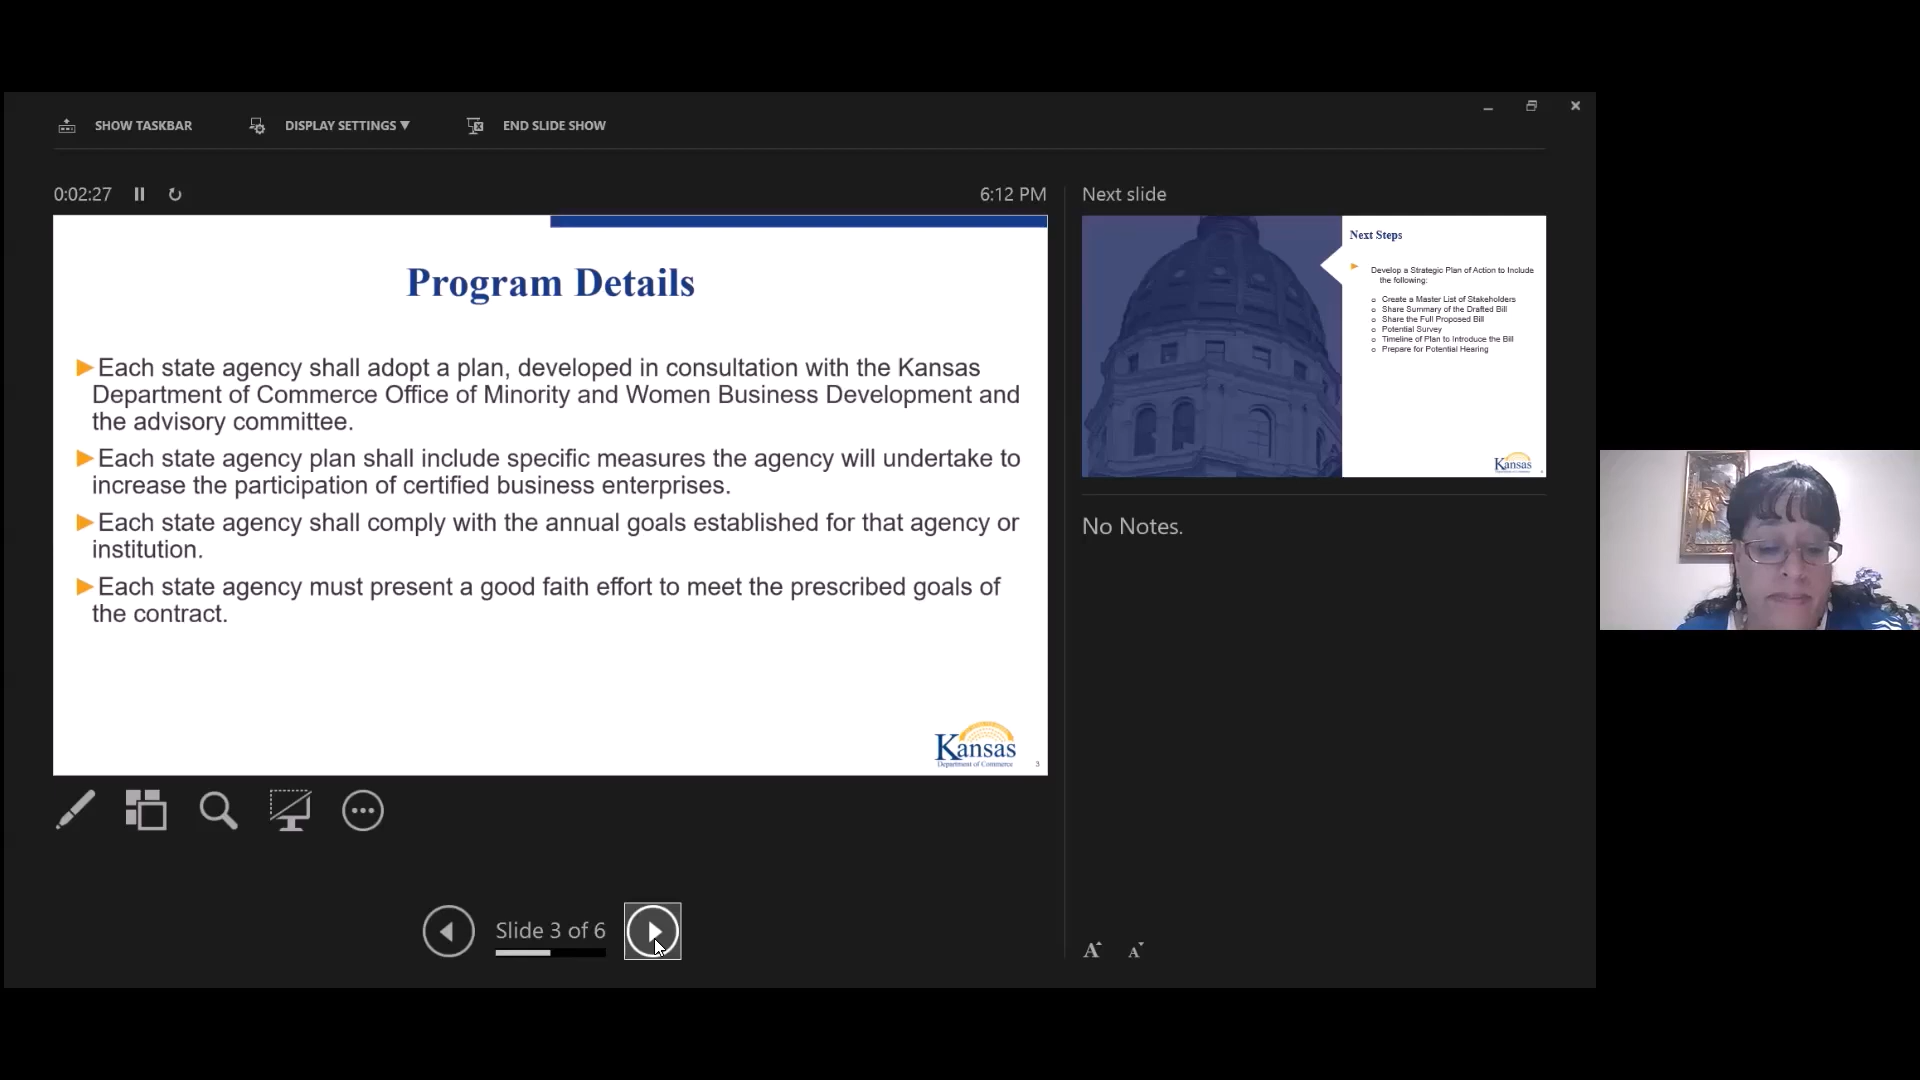 SHOW TASKBAR
DISPLAY SETTINGS ▼
END SLIDE SHOW
0:02:27
6:12 PM
Program Details
Each state agency shall adopt a plan, developed in consultation with the Kansas
Department of Commerce Office of Minority and Women Business Development and
the advisory committee.
Each state agency plan shall include specific measures the agency will undertake to
increase the participation of certified business enterprises.
Each state agency shall comply with the annual goals established for that agency or
institution.
Each state agency must present a good faith effort to meet the prescribed goals of
the contract.
Kansas
Department of Commerce
3
Slide 3 of 6
Next slide
Next Steps
Develop a Strategic Plan of Action to Include
the following:
o Create a Master List of Stakeholders
o Share Summary of the Drafted Bill
o Share the Full Proposed Bill
o Potential Survey
o Timeline of Plan to Introduce the Bill
o Prepare for Potential Hearing
Kansas
No Notes.
A A